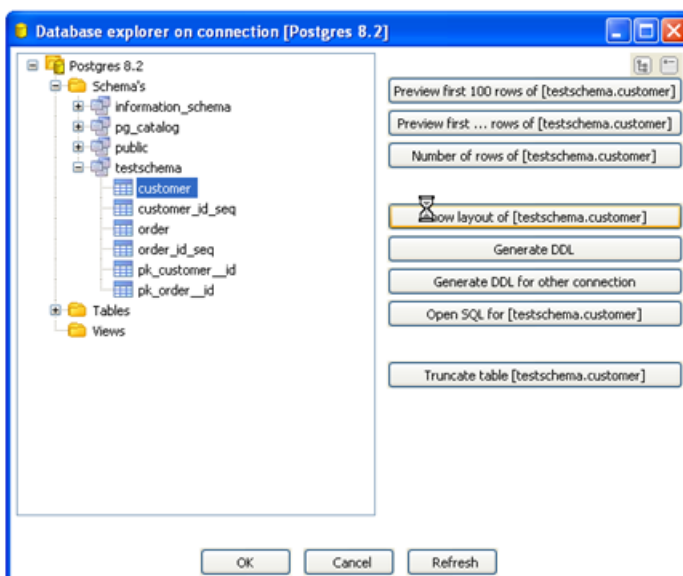 Database explorer on connection [Postgres 8.2]
Postgres 8.2
Schema's
information_schema
pg_catalog
public
testschema
customer
customer_id_seq
order
order_id_seq
pk_customer__id
pk_order__id
Tables
Views
Preview first 100 rows of [testschema.customer]
Preview first ... rows of [testschema.customer]
Number of rows of [testschema.customer]
Show layout of [testschema.customer]
Generate DDL
Generate DDL for other connection
Open SQL for [testschema.customer]
Truncate table [testschema.customer]
OK
Cancel
Refresh